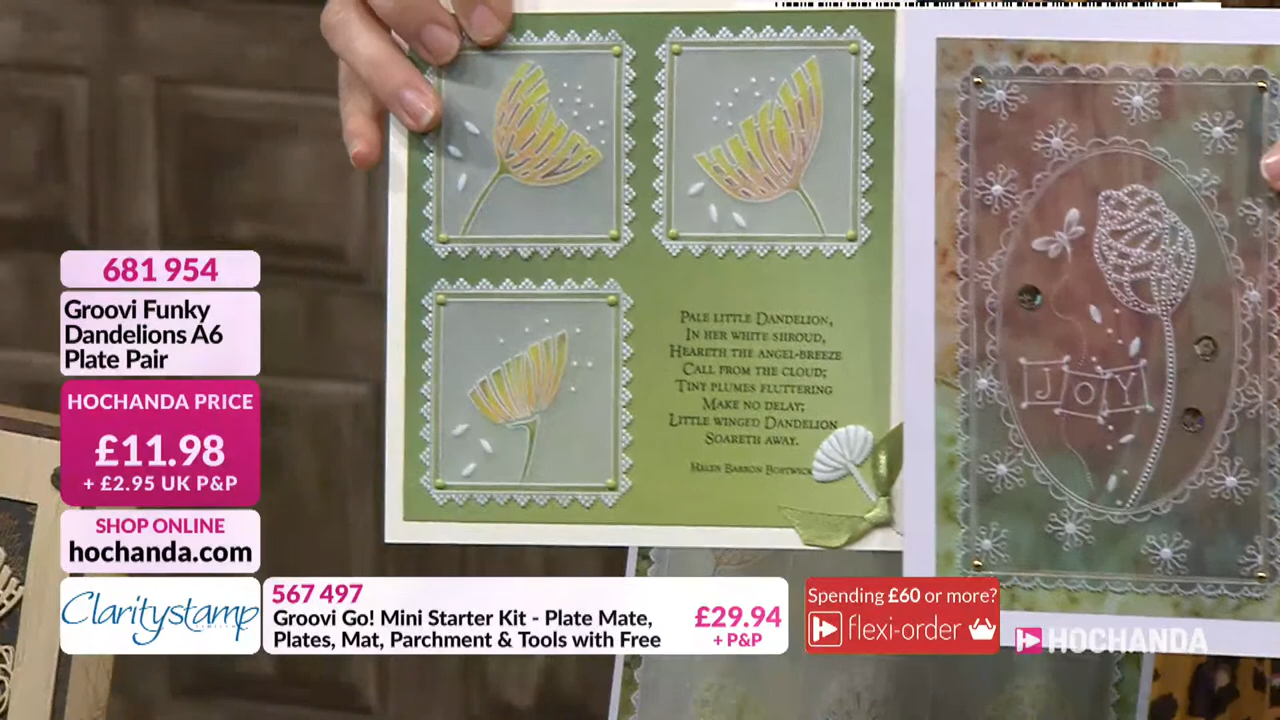 681 954
Groovi Funky
Dandelions A6
Plate Pair
HOCHANDA PRICE
£11.98
+ £2.95 UK P&P
SHOP ONLINE
hochanda.com
Claritystamp
567 497
Groovi Go! Mini Starter Kit - Plate Mate,
Plates, Mat, Parchment & Tools with Free
£29.94
+ P&P
Spending £60 or more?
flexi-order
HOCHANDA
Pale little Dandelion,
In her white shroud,
Heareth the angel-breeze
Call from the cloud;
Tiny plumes fluttering
Make no delay;
Little winged Dandelion
Soareth away.
Helen Barron Bostwick
JOY